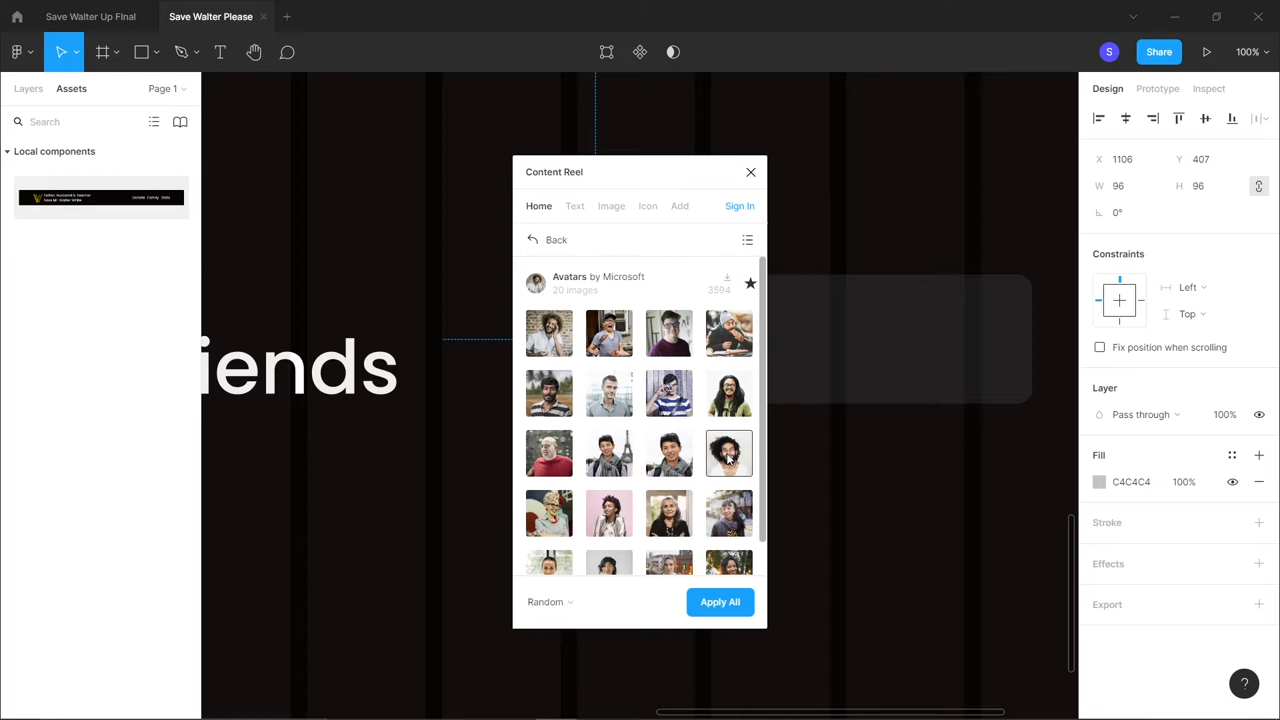 Save Walter Up FInal
Save Walter Please
S
Share
100%
Layers
Assets
Page 1
Search
Local components
iends
Content Reel
Home
Text
Image
Icon
Add
Sign In
Back
Avatars by Microsoft
20 images
3594
Random
Apply All
Design
Prototype
Inspect
X 1106
Y 407
W 96
H 96
0°
Constraints
Left
Top
Fix position when scrolling
Layer
Pass through
100%
Fill
C4C4C4
100%
Stroke
Effects
Export
?